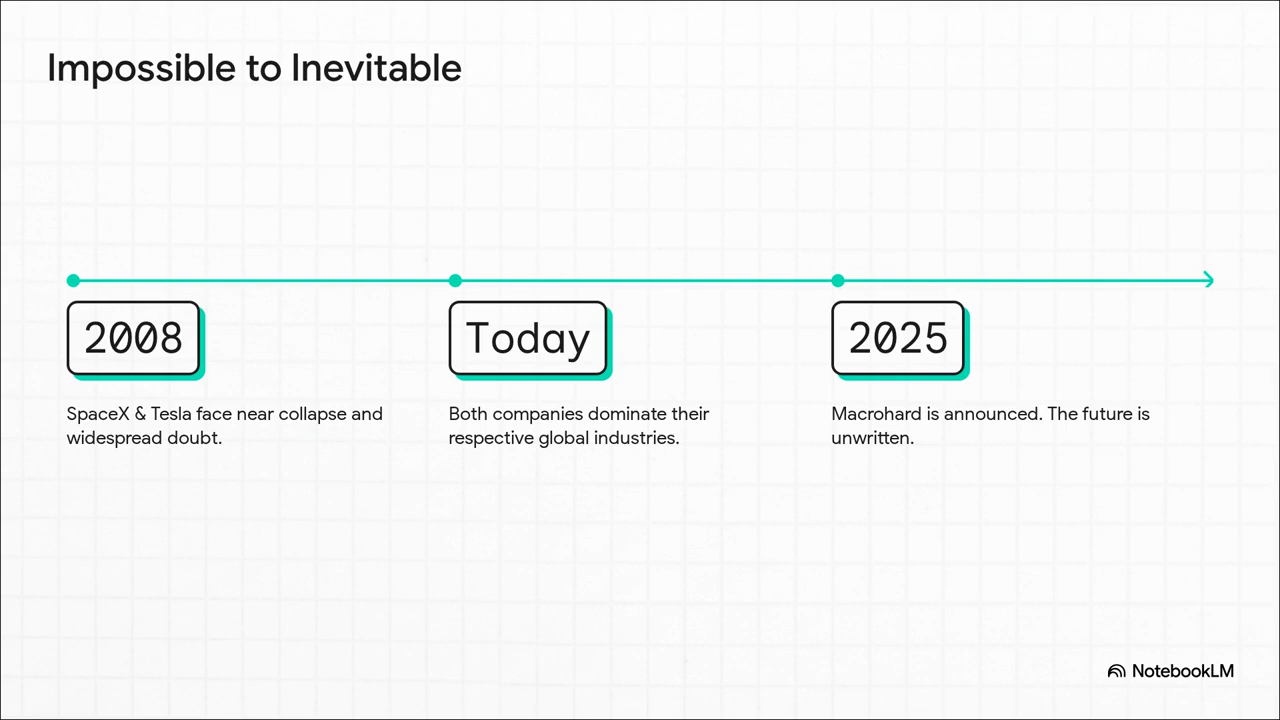 Impossible to Inevitable
2008
SpaceX & Tesla face near collapse and
widespread doubt.
Today
Both companies dominate their
respective global industries.
2025
Macrohard is announced. The future is
unwritten.
NotebookLM